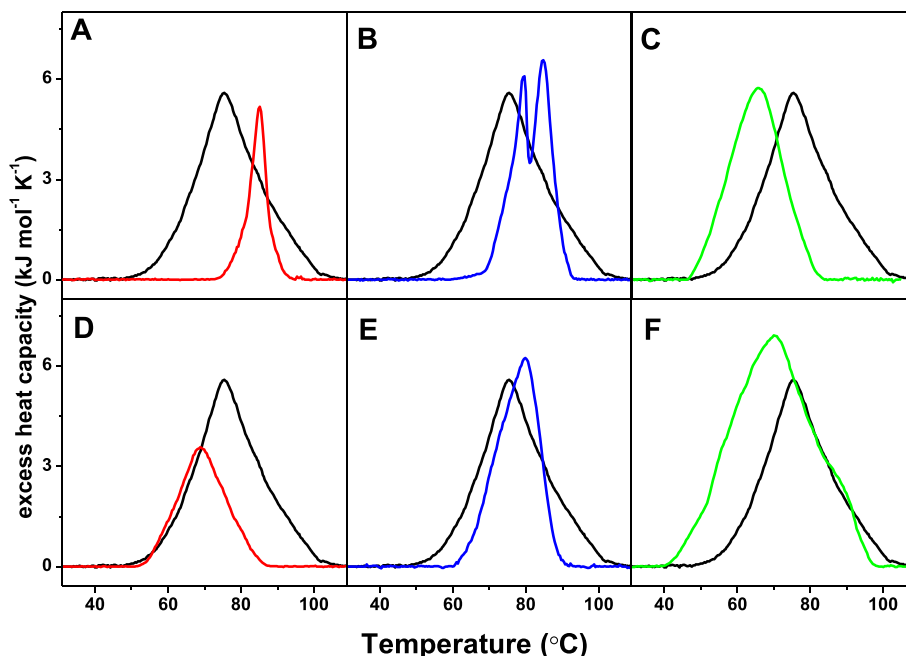 A B C
6
3
0
D E F
6
3
0
excess heat capacity (kJ mol⁻¹ K⁻¹)
40 60 80 100 40 60 80 100 40 60 80 100
Temperature (°C)